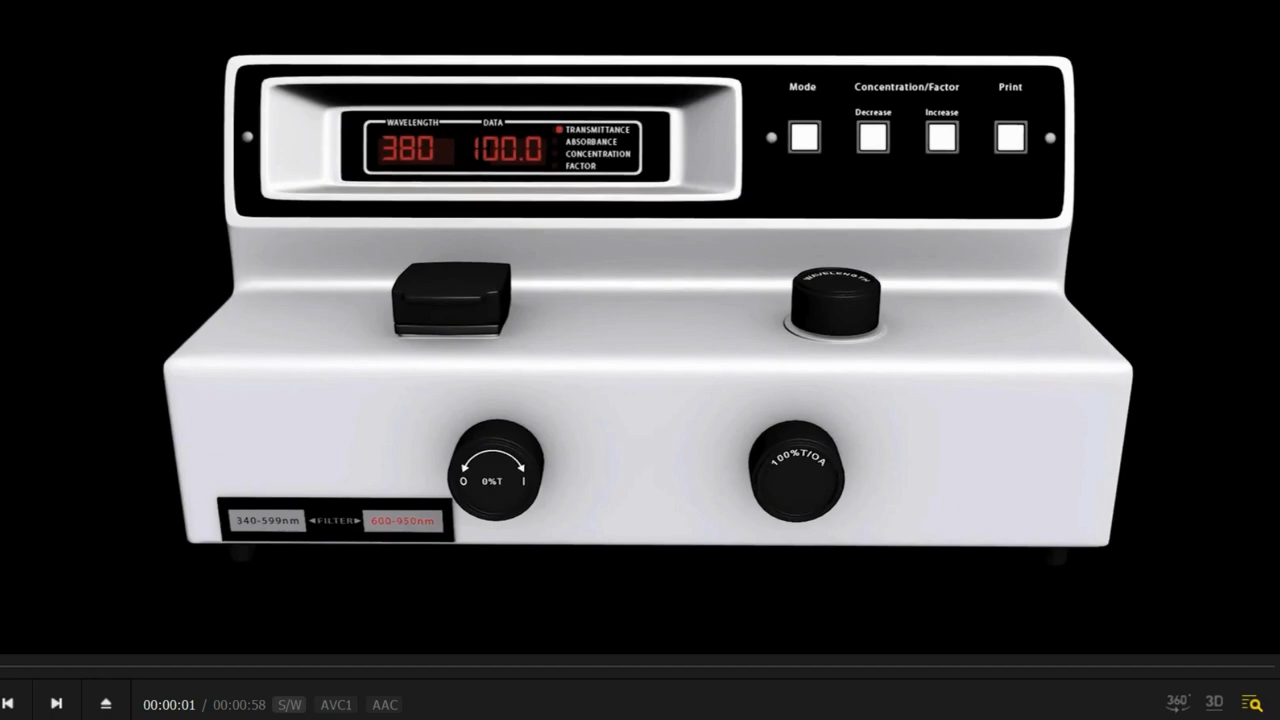 Mode Concentration/Factor Print
Decrease Increase
WAVELENGTH DATA
380 100.0
TRANSMITTANCE
ABSORBANCE
CONCENTRATION
FACTOR
WAVELENGTH
O 0%T I
100%T/OA
340-599nm ◄FILTER► 600-950nm
00:00:01 / 00:00:58 S/W AVC1 AAC
360° 3D